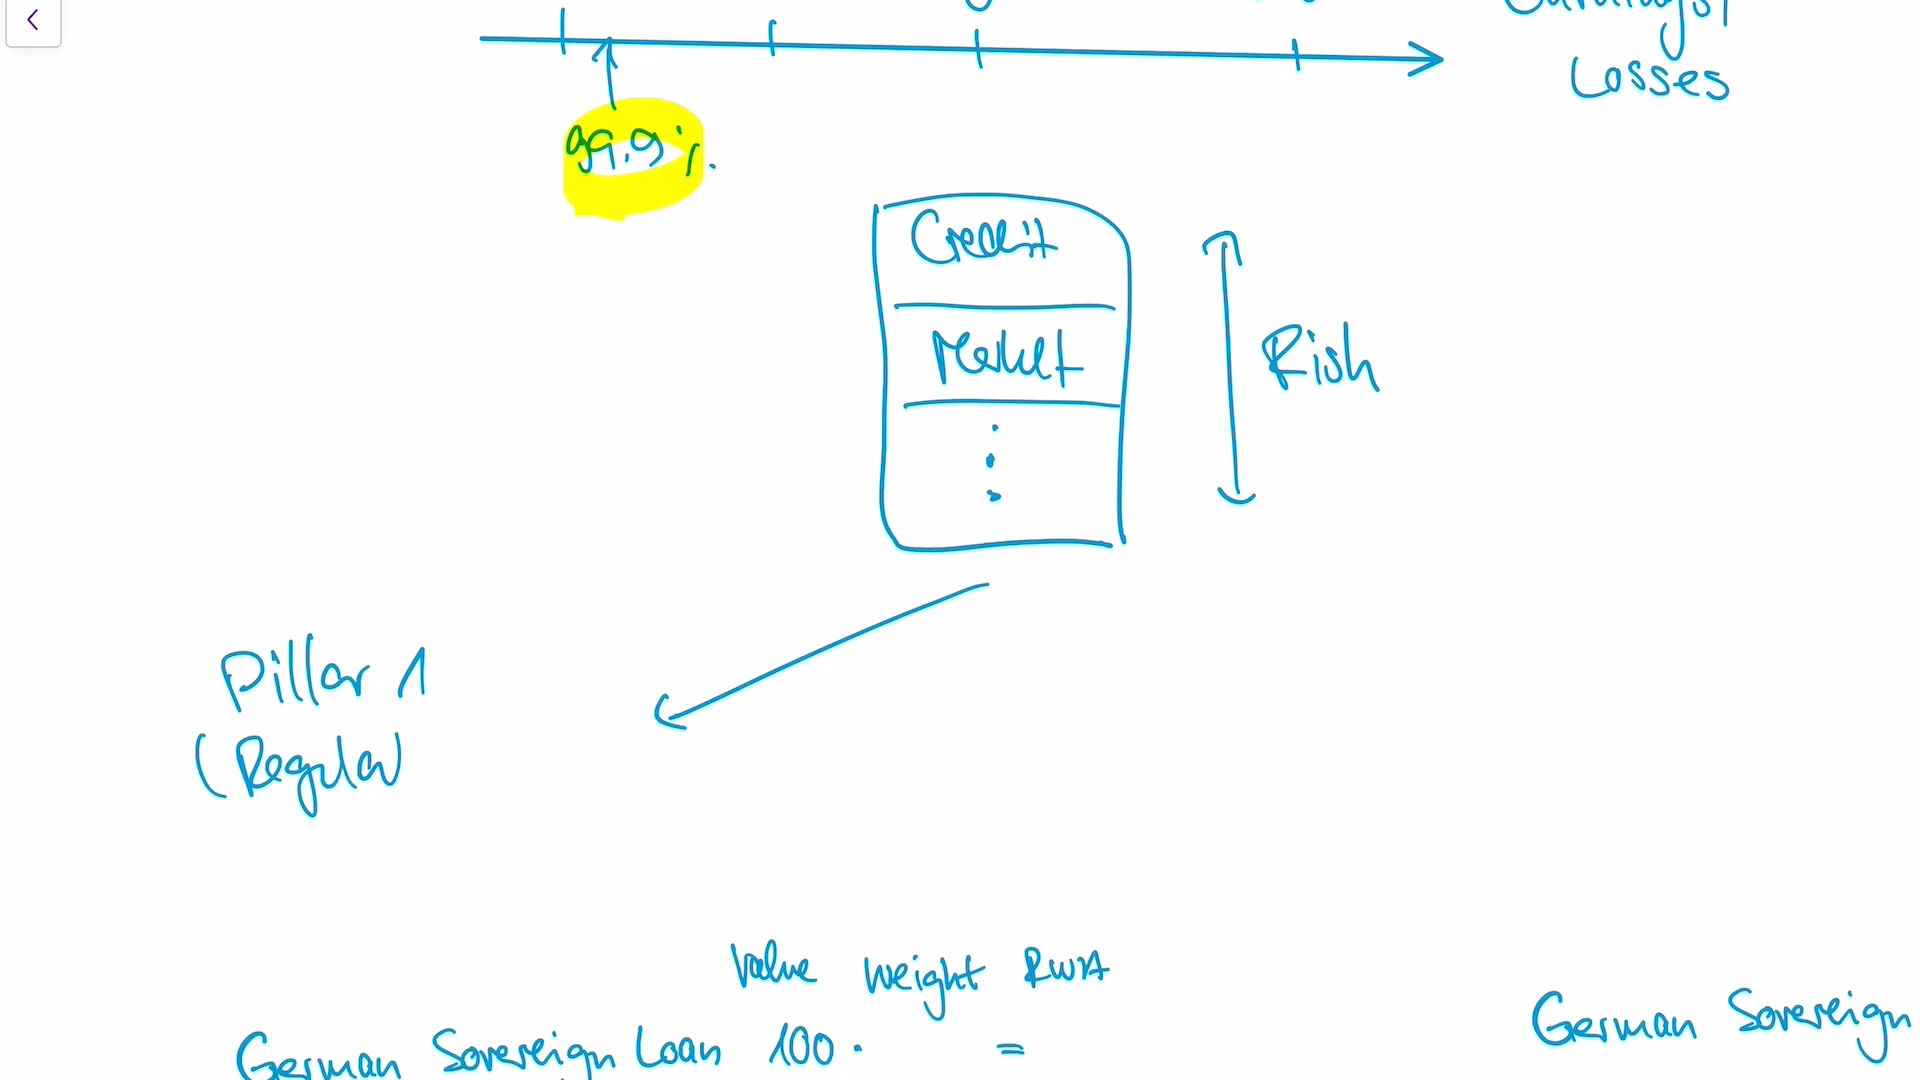 Losses
99.9 %
Credit
Market
Risk
Pillar 1
(Regular
Value Weight RWA
German Sovereign
German Sovereign Loan 100 · =